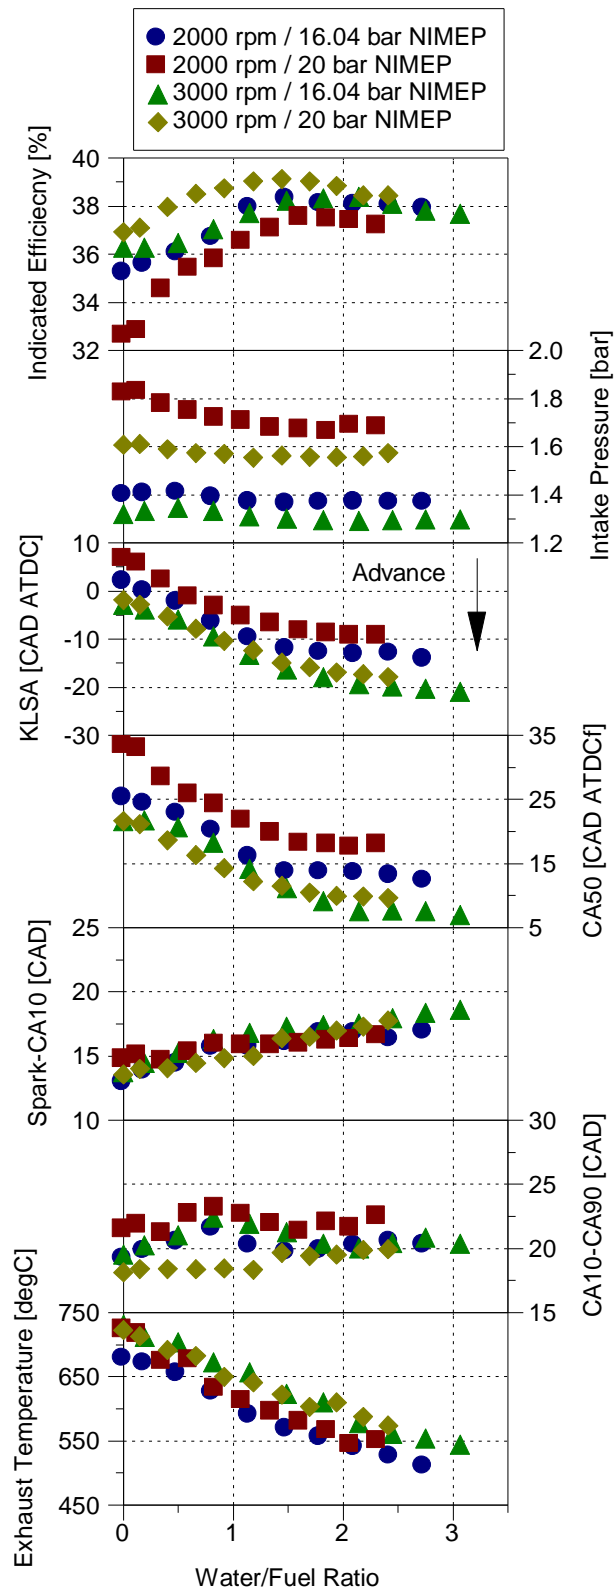 2000 rpm / 16.04 bar NIMEP
2000 rpm / 20 bar NIMEP
3000 rpm / 16.04 bar NIMEP
3000 rpm / 20 bar NIMEP
Indicated Efficiecny [%]
40
38
36
34
32
Intake Pressure [bar]
2.0
1.8
1.6
1.4
1.2
KLSA [CAD ATDC]
10
0
-10
-20
-30
Advance
CA50 [CAD ATDCf]
35
25
15
5
Spark-CA10 [CAD]
25
20
15
10
CA10-CA90 [CAD]
30
25
20
15
Exhaust Temperature [degC]
750
650
550
450
0 1 2 3
Water/Fuel Ratio